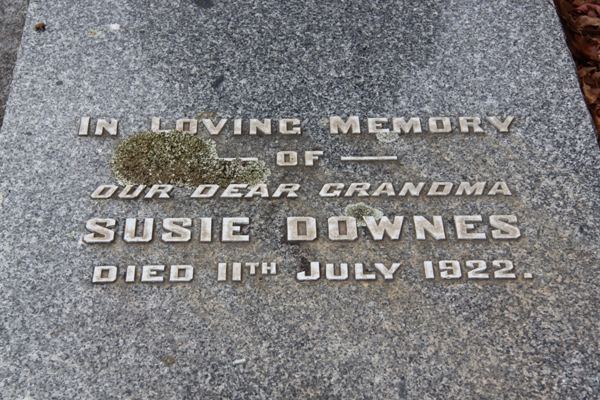 IN LOVING MEMORY
— OF —
OUR DEAR GRANDMA
SUSIE DOWNES
DIED 11TH JULY 1922.